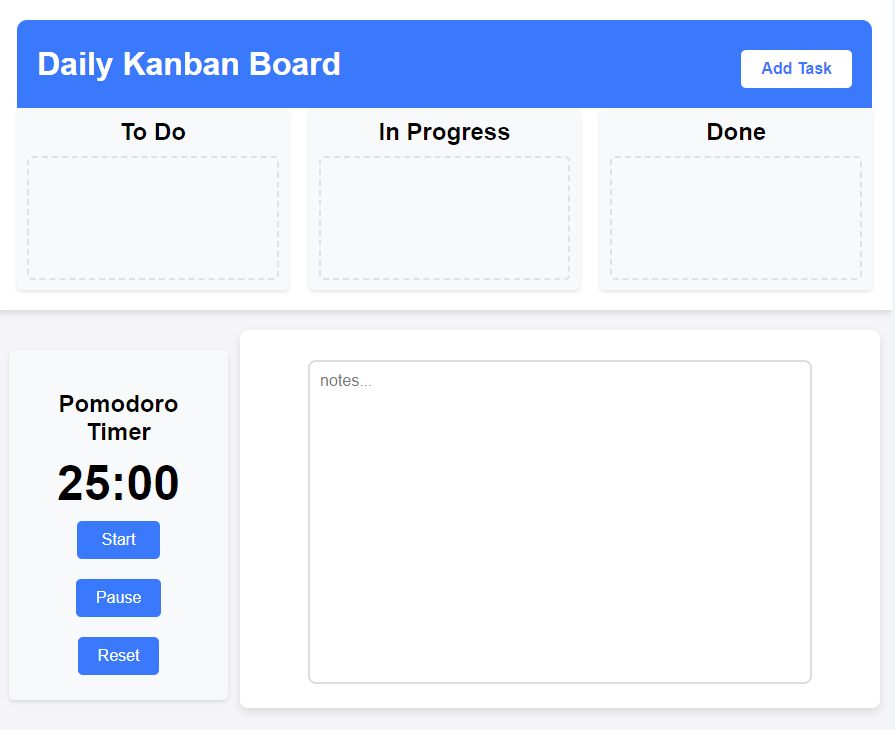 Daily Kanban Board
Add Task
To Do
In Progress
Done
Pomodoro
Timer
25:00
Start
Pause
Reset
notes...